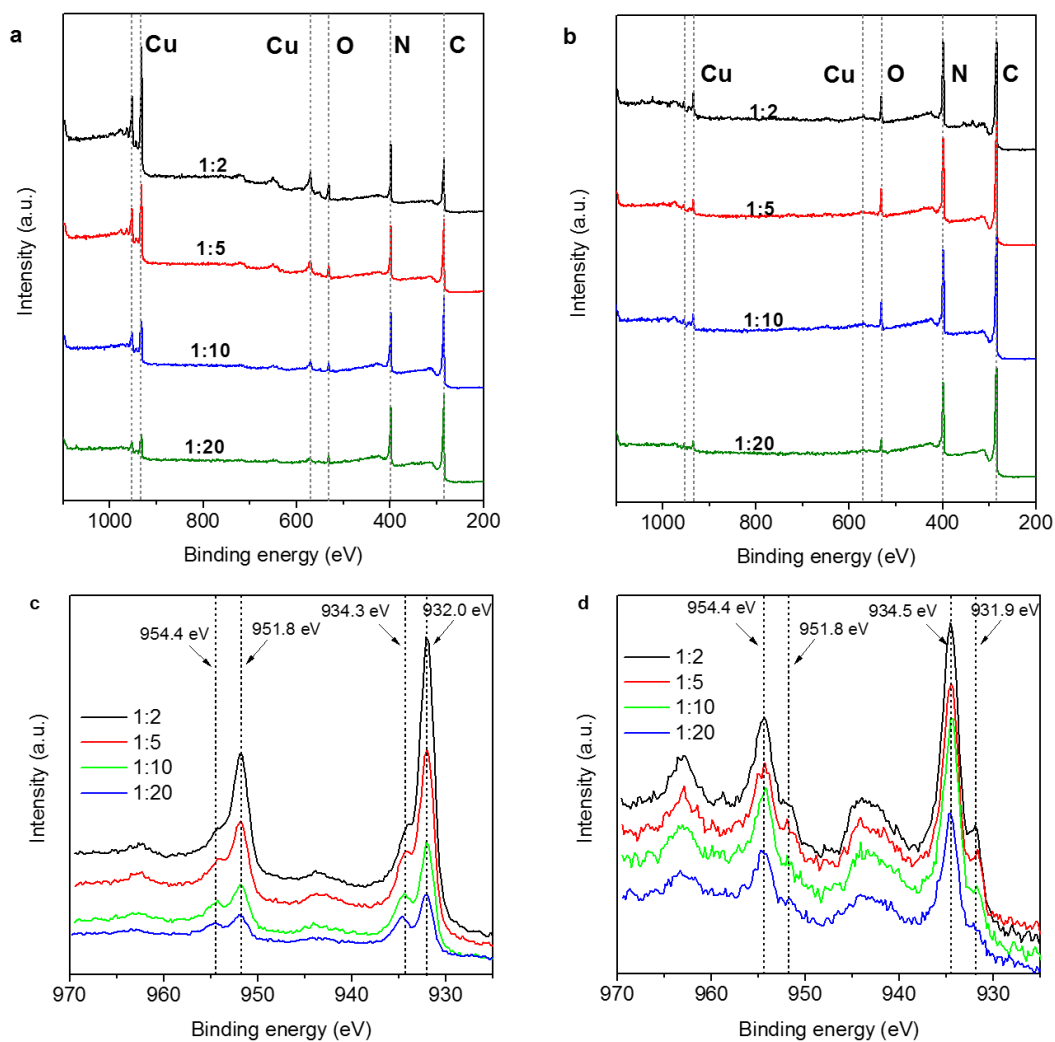 a
Cu Cu O N C
1:2
1:5
1:10
1:20
Intensity (a.u.)
1000 800 600 400 200
Binding energy (eV)
b
Cu Cu O N C
1:2
1:5
1:10
1:20
Intensity (a.u.)
1000 800 600 400 200
Binding energy (eV)
c
954.4 eV
951.8 eV
934.3 eV
932.0 eV
1:2
1:5
1:10
1:20
Intensity (a.u.)
970 960 950 940 930
Binding energy (eV)
d
954.4 eV
951.8 eV
934.5 eV
931.9 eV
1:2
1:5
1:10
1:20
Intensity (a.u.)
970 960 950 940 930
Binding energy (eV)